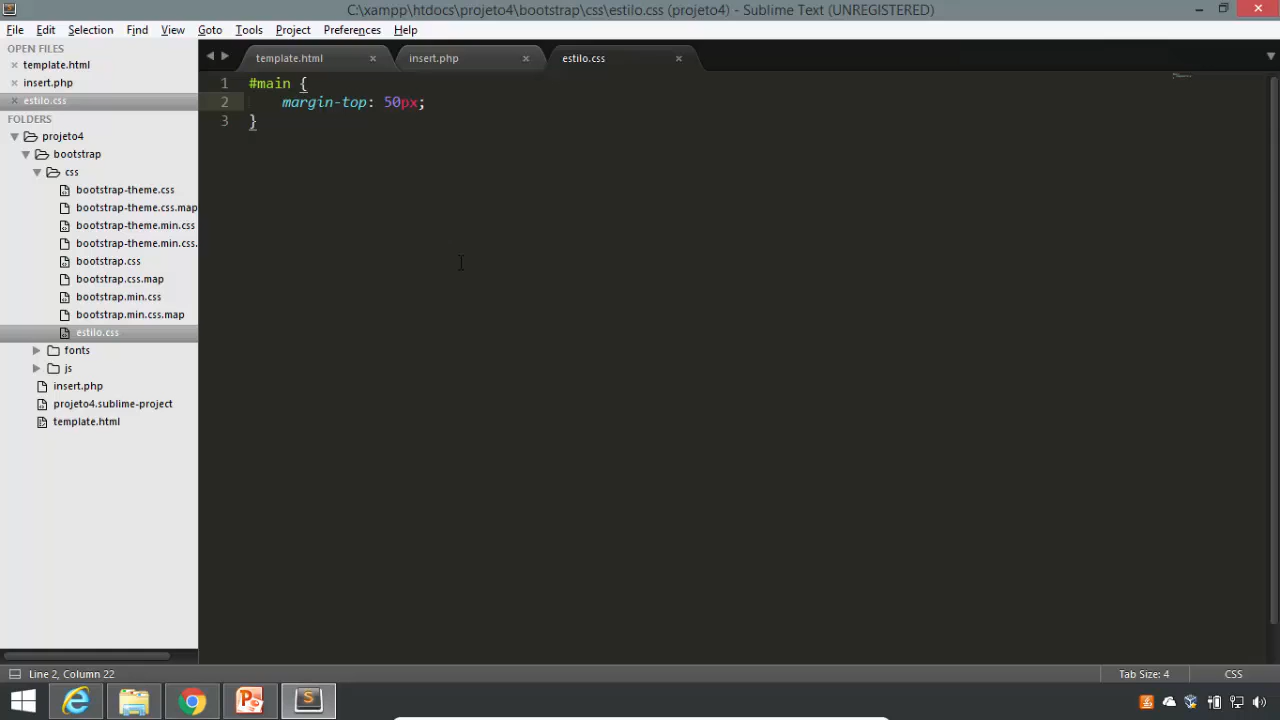 C:\xampp\htdocs\projeto4\bootstrap\css\estilo.css (projeto4) - Sublime Text (UNREGISTERED)
File Edit Selection Find View Goto Tools Project Preferences Help
OPEN FILES
template.html
insert.php
estilo.css
FOLDERS
projeto4
bootstrap
css
bootstrap-theme.css
bootstrap-theme.css.map
bootstrap-theme.min.css
bootstrap-theme.min.css.
bootstrap.css
bootstrap.css.map
bootstrap.min.css
bootstrap.min.css.map
estilo.css
fonts
js
insert.php
projeto4.sublime-project
template.html
template.html insert.php estilo.css
1 #main {
2 margin-top: 50px;
3 }
Line 2, Column 22 Tab Size: 4 CSS